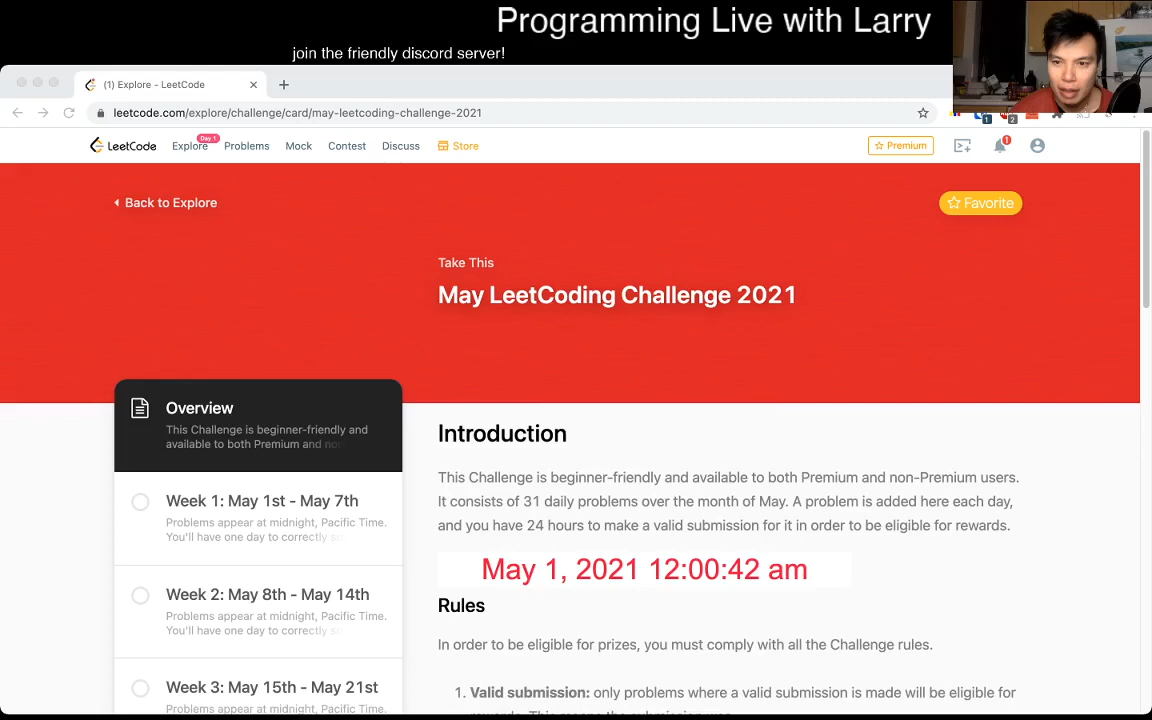 Programming Live with Larry
join the friendly discord server!
(1) Explore - LeetCode
leetcode.com/explore/challenge/card/may-leetcoding-challenge-2021
1
2
LeetCode
Explore
Day 1
Problems
Mock
Contest
Discuss
Store
Premium
1
Back to Explore
Favorite
Take This
May LeetCoding Challenge 2021
Overview
This Challenge is beginner-friendly and
available to both Premium and non
Introduction
This Challenge is beginner-friendly and available to both Premium and non-Premium users.
It consists of 31 daily problems over the month of May. A problem is added here each day,
and you have 24 hours to make a valid submission for it in order to be eligible for rewards.
May 1, 2021 12:00:42 am
Week 1: May 1st - May 7th
Problems appear at midnight, Pacific Time.
You'll have one day to correctly
Week 2: May 8th - May 14th
Problems appear at midnight, Pacific Time.
You'll have one day to correctly
Week 3: May 15th - May 21st
Problems appear at midnight, Pacific Time.
Rules
In order to be eligible for prizes, you must comply with all the Challenge rules.
1. Valid submission: only problems where a valid submission is made will be eligible for